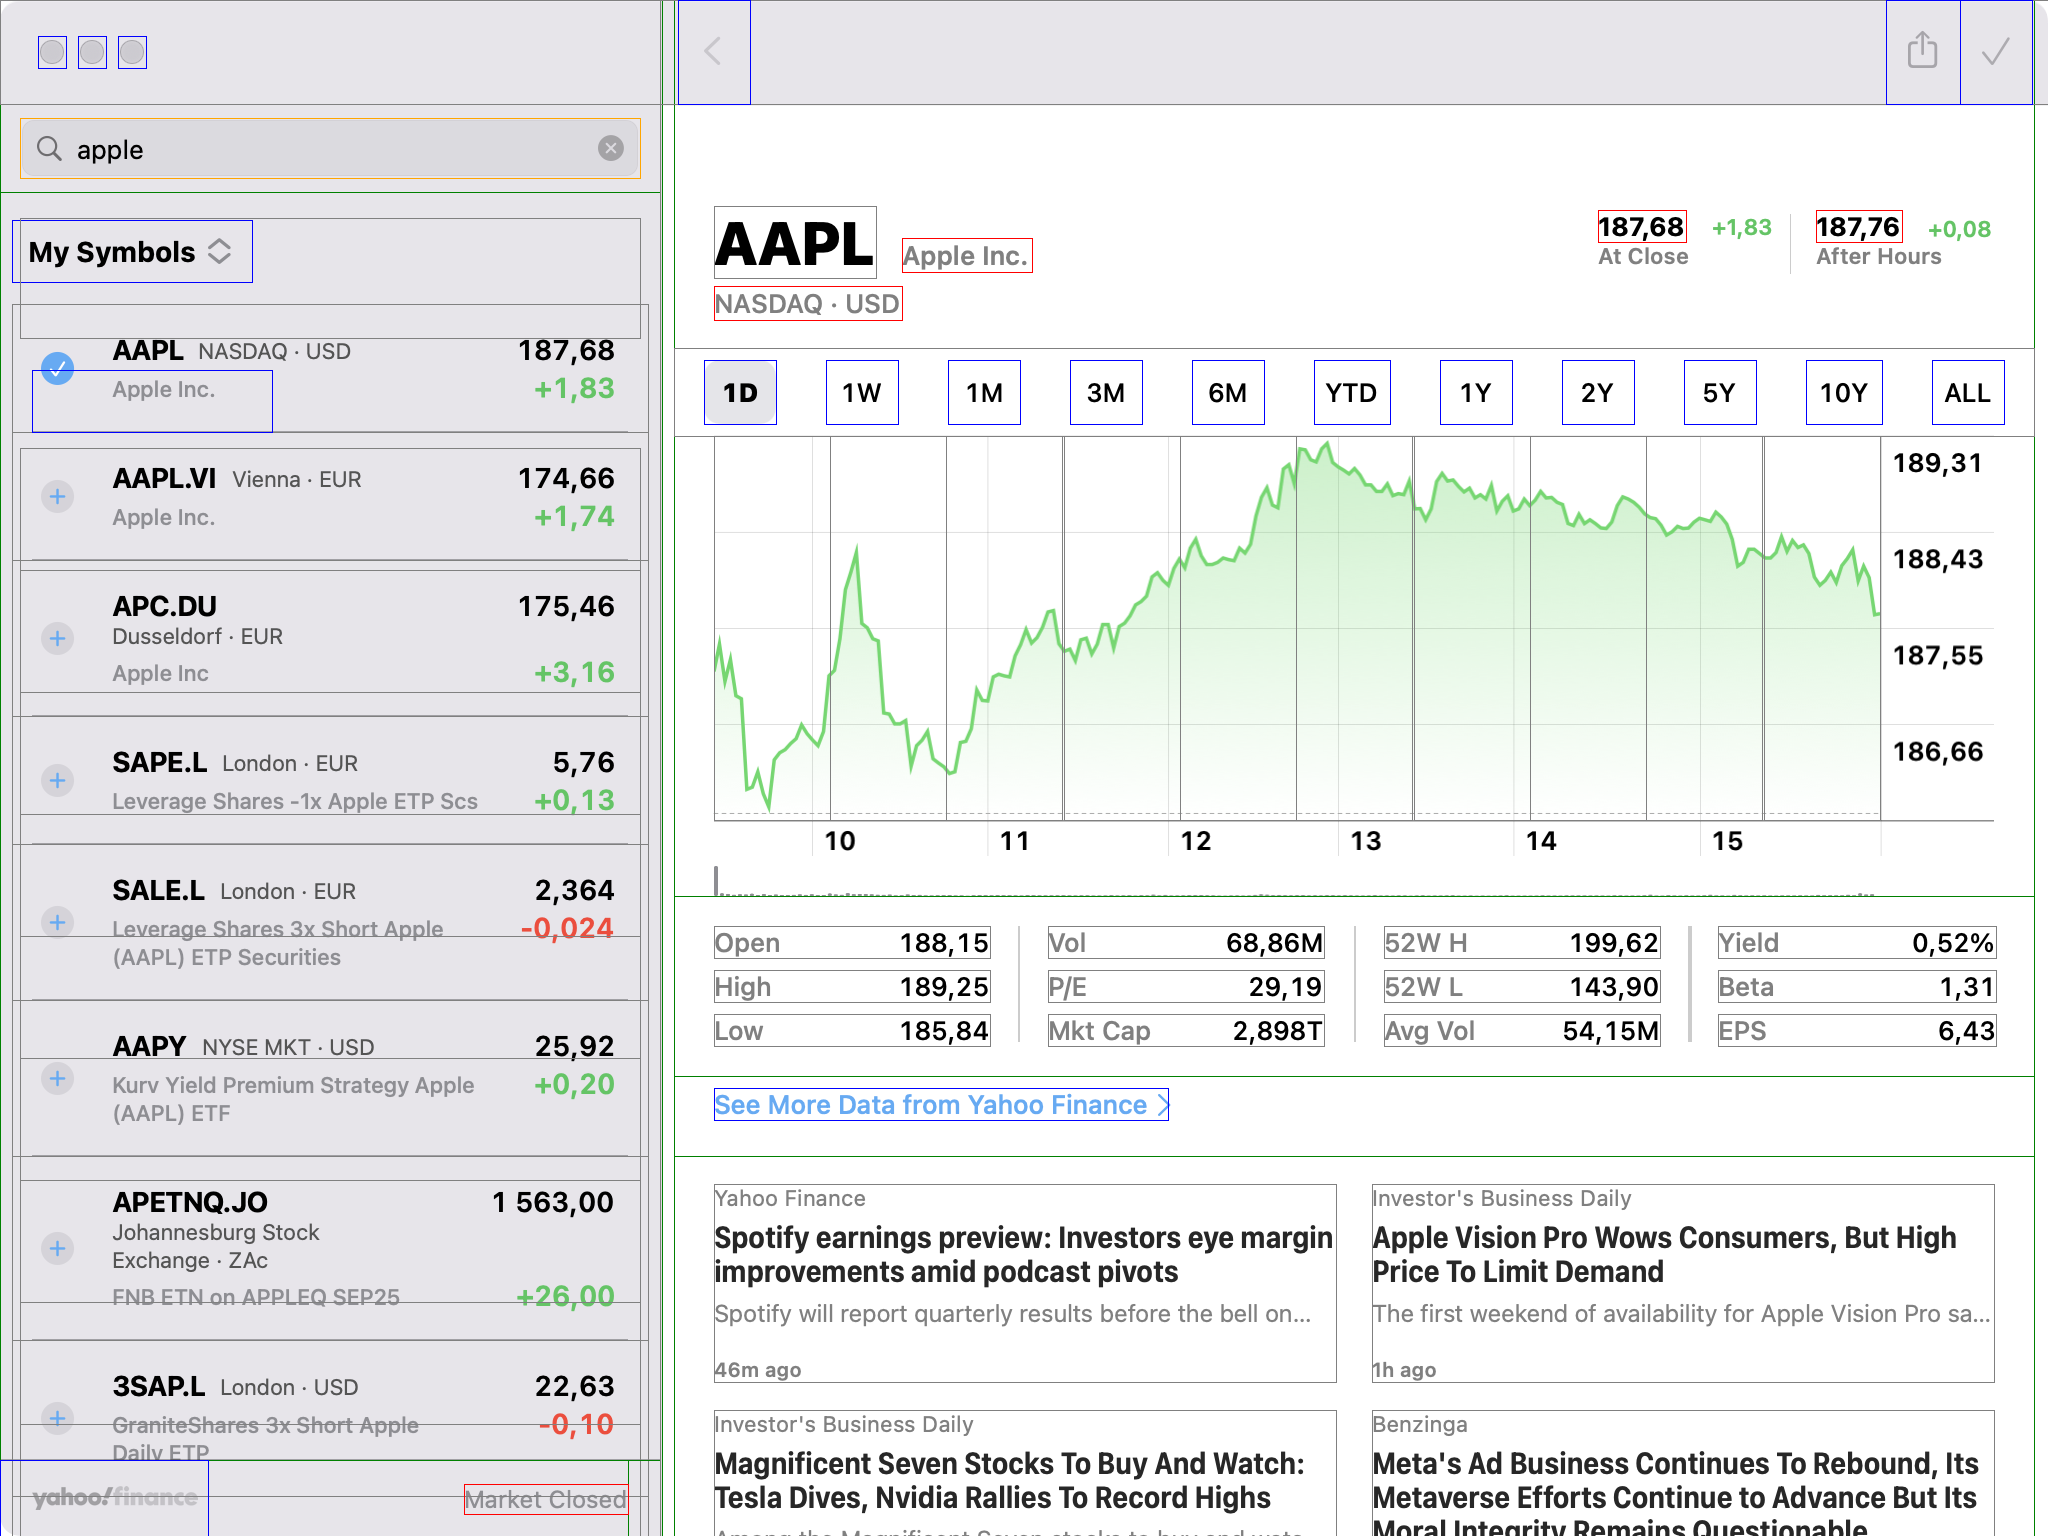 apple
My Symbols
AAPL NASDAQ · USD 187,68
Apple Inc. +1,83
AAPL.VI Vienna · EUR 174,66
Apple Inc. +1,74
APC.DU 175,46
Dusseldorf · EUR
Apple Inc +3,16
SAPE.L London · EUR 5,76
Leverage Shares -1x Apple ETP Scs +0,13
SALE.L London · EUR 2,364
Leverage Shares 3x Short Apple -0,024
(AAPL) ETP Securities
AAPY NYSE MKT · USD 25,92
Kurv Yield Premium Strategy Apple +0,20
(AAPL) ETF
APETNQ.JO 1 563,00
Johannesburg Stock
Exchange · ZAc
FNB ETN on APPLEQ SEP25 +26,00
3SAP.L London · USD 22,63
GraniteShares 3x Short Apple -0,10
Daily ETP
yahoo!finance Market Closed
AAPL Apple Inc.
NASDAQ · USD
187,68 +1,83
At Close
187,76 +0,08
After Hours
1D 1W 1M 3M 6M YTD 1Y 2Y 5Y 10Y ALL
189,31
188,43
187,55
186,66
10 11 12 13 14 15
Open 188,15 Vol 68,86M 52W H 199,62 Yield 0,52%
High 189,25 P/E 29,19 52W L 143,90 Beta 1,31
Low 185,84 Mkt Cap 2,898T Avg Vol 54,15M EPS 6,43
See More Data from Yahoo Finance
Yahoo Finance
Spotify earnings preview: Investors eye margin
improvements amid podcast pivots
Spotify will report quarterly results before the bell on...
46m ago
Investor's Business Daily
Apple Vision Pro Wows Consumers, But High
Price To Limit Demand
The first weekend of availability for Apple Vision Pro sa...
1h ago
Investor's Business Daily
Magnificent Seven Stocks To Buy And Watch:
Tesla Dives, Nvidia Rallies To Record Highs
Among the Magnificent Seven stocks to buy and watc...
Benzinga
Meta's Ad Business Continues To Rebound, Its
Metaverse Efforts Continue to Advance But Its
Moral Integrity Remains Questionable